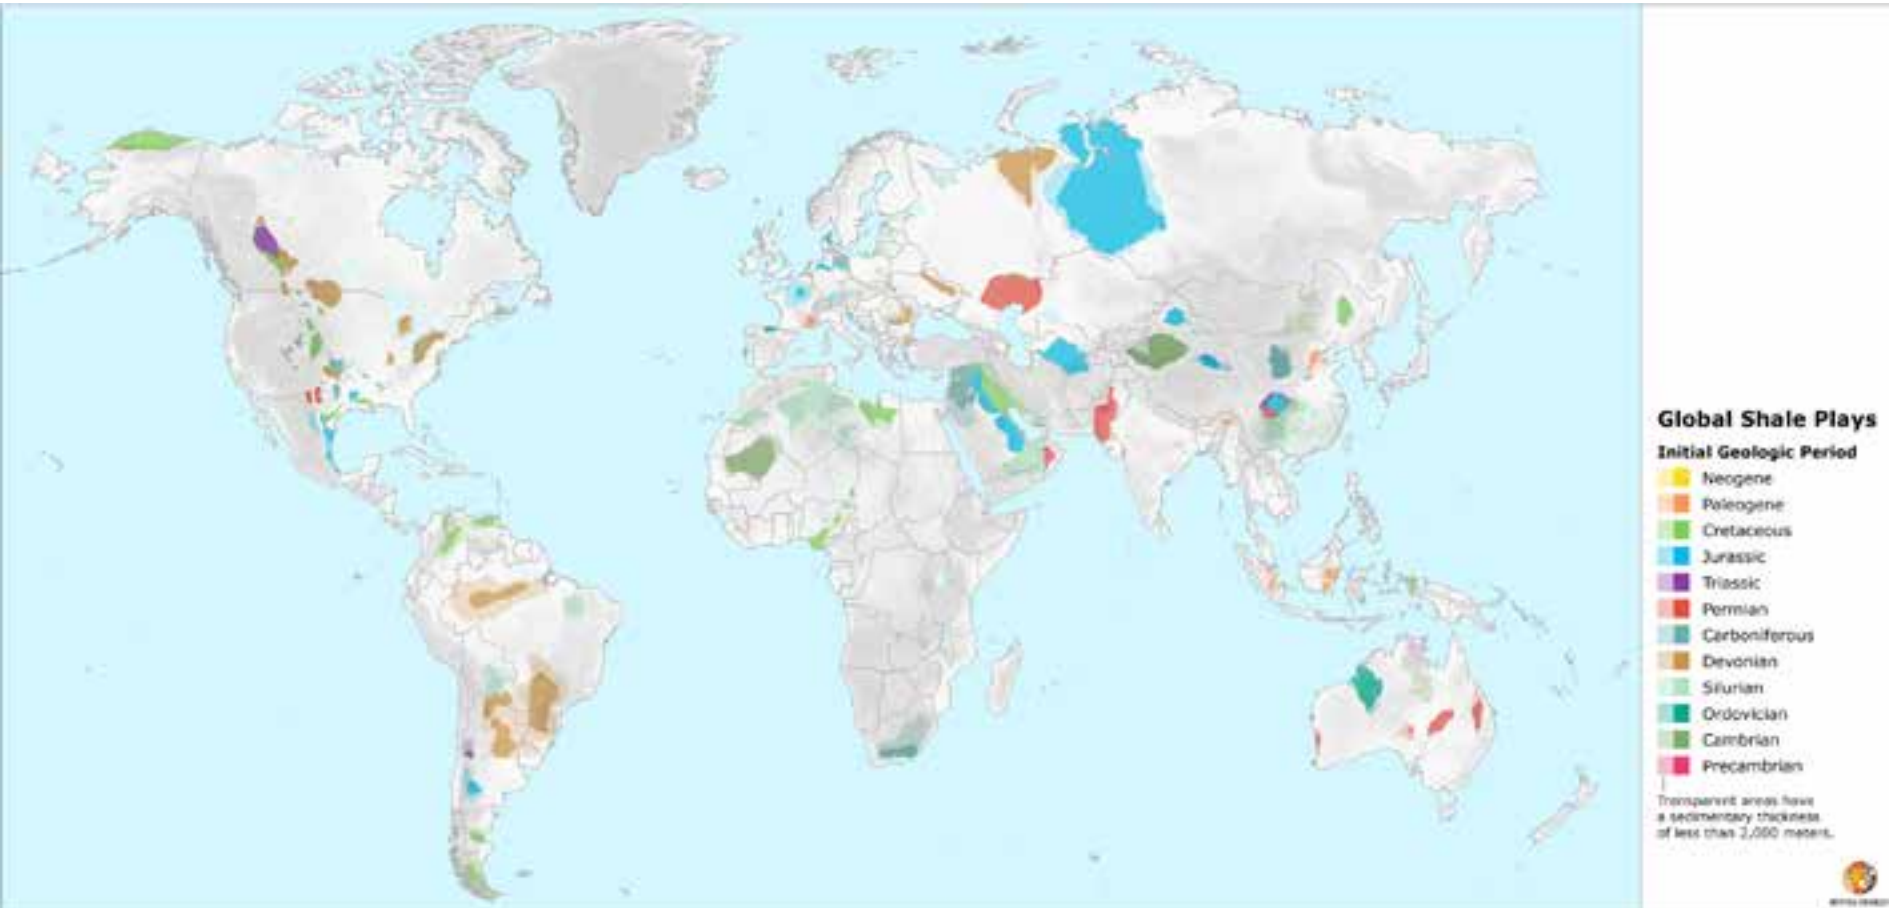 Global Shale Plays
Initial Geologic Period
Neogene
Paleogene
Cretaceous
Jurassic
Triassic
Permian
Carboniferous
Devonian
Silurian
Ordovician
Cambrian
Precambrian
Transparent areas have
a sedimentary thickness
of less than 2,000 meters.